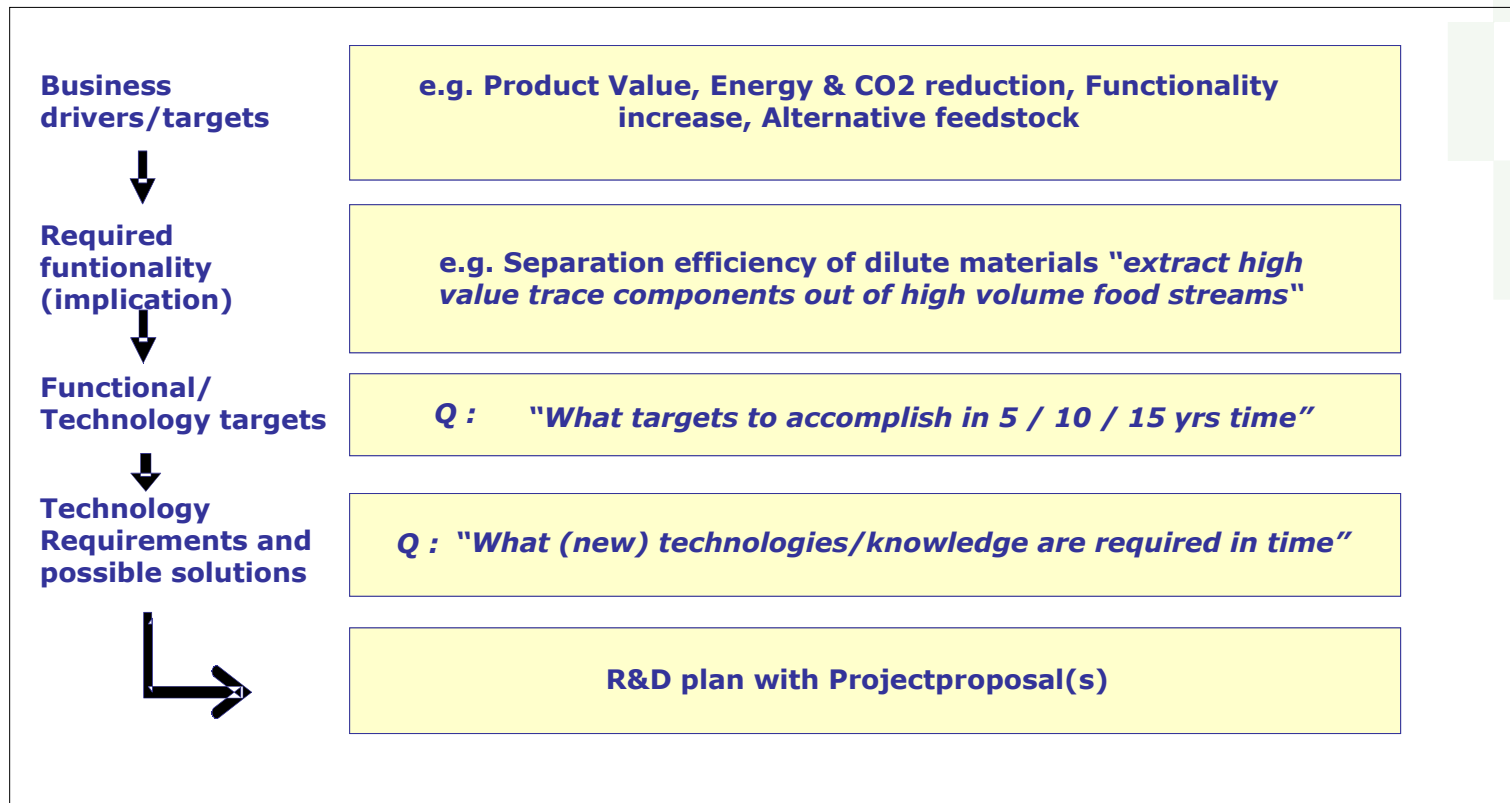 Business
drivers/targets
e.g. Product Value, Energy & CO2 reduction, Functionality
increase, Alternative feedstock
Required
funtionality
(implication)
e.g. Separation efficiency of dilute materials “extract high
value trace components out of high volume food streams“
Functional/
Technology targets
Q : “What targets to accomplish in 5 / 10 / 15 yrs time”
Technology
Requirements and
possible solutions
Q : “What (new) technologies/knowledge are required in time”
R&D plan with Projectproposal(s)